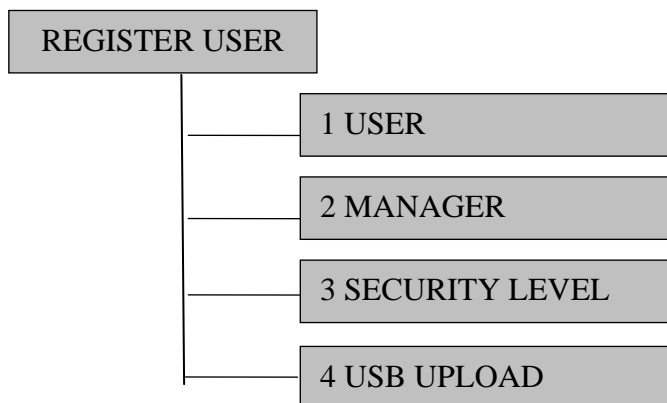 REGISTER USER
1 USER
2 MANAGER
3 SECURITY LEVEL
4 USB UPLOAD